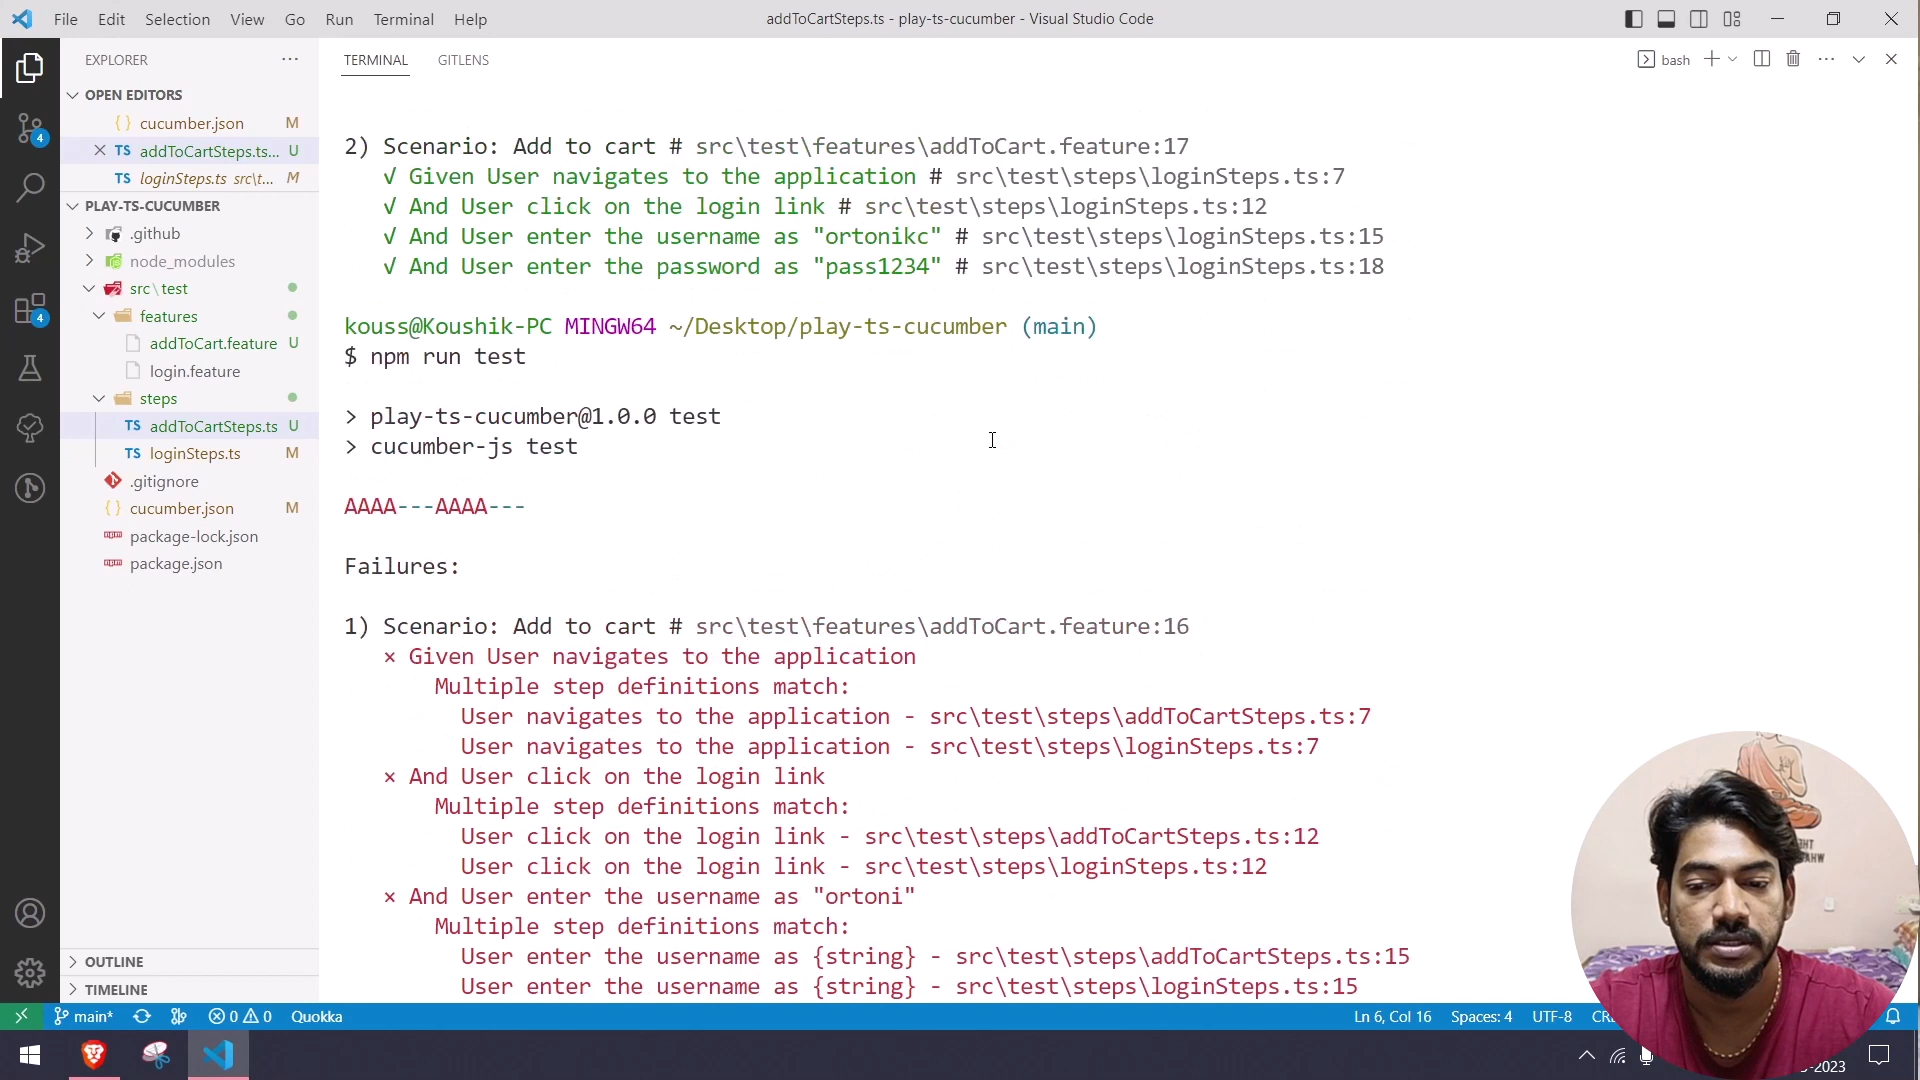 File Edit Selection View Go Run Terminal Help
addToCartSteps.ts - play-ts-cucumber - Visual Studio Code
EXPLORER
OPEN EDITORS
cucumber.json M
TS addToCartSteps.ts... U
TS loginSteps.ts src\t... M
PLAY-TS-CUCUMBER
.github
node_modules
src\test
features
addToCart.feature U
login.feature
steps
TS addToCartSteps.ts U
TS loginSteps.ts M
.gitignore
cucumber.json M
package-lock.json
package.json
OUTLINE
TIMELINE
4
4
TERMINAL GITLENS
bash
2) Scenario: Add to cart # src\test\features\addToCart.feature:17
√ Given User navigates to the application # src\test\steps\loginSteps.ts:7
√ And User click on the login link # src\test\steps\loginSteps.ts:12
√ And User enter the username as "ortonikc" # src\test\steps\loginSteps.ts:15
√ And User enter the password as "pass1234" # src\test\steps\loginSteps.ts:18
kouss@Koushik-PC MINGW64 ~/Desktop/play-ts-cucumber (main)
$ npm run test
> play-ts-cucumber@1.0.0 test
> cucumber-js test
AAAA---AAAA---
Failures:
1) Scenario: Add to cart # src\test\features\addToCart.feature:16
× Given User navigates to the application
Multiple step definitions match:
User navigates to the application - src\test\steps\addToCartSteps.ts:7
User navigates to the application - src\test\steps\loginSteps.ts:7
× And User click on the login link
Multiple step definitions match:
User click on the login link - src\test\steps\addToCartSteps.ts:12
User click on the login link - src\test\steps\loginSteps.ts:12
× And User enter the username as "ortoni"
Multiple step definitions match:
User enter the username as {string} - src\test\steps\addToCartSteps.ts:15
User enter the username as {string} - src\test\steps\loginSteps.ts:15
main* 0 0 Quokka
Ln 6, Col 16 Spaces: 4 UTF-8
-2023